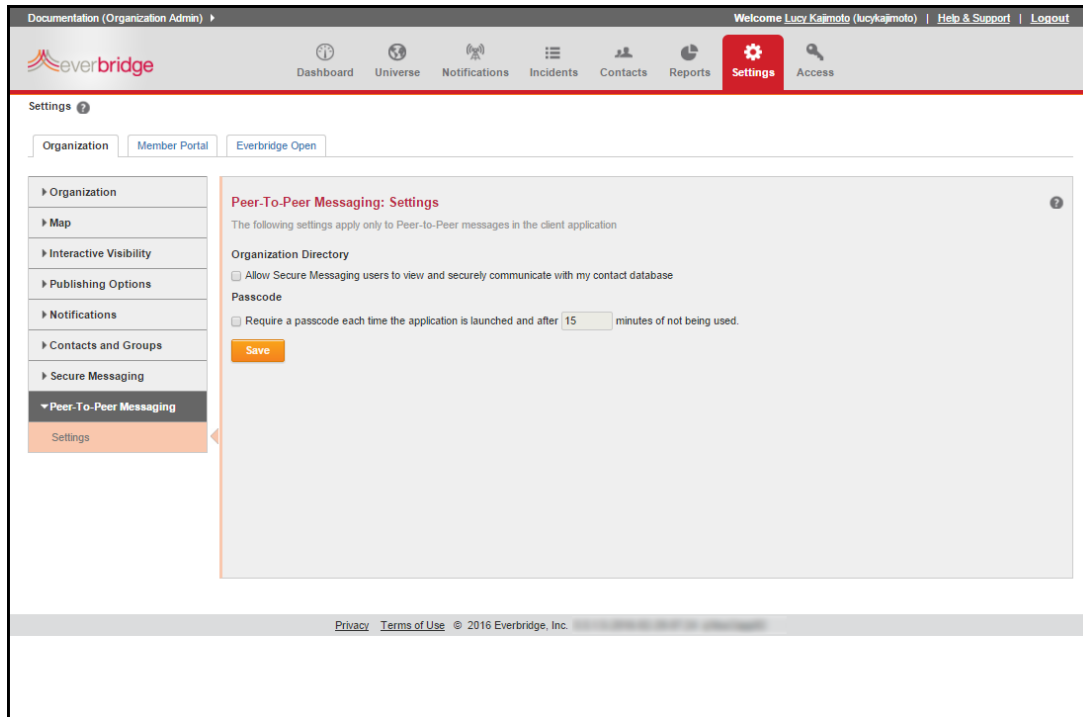 Documentation (Organization Admin)
Welcome Lucy Kajimoto (lucykajimoto) | Help & Support | Logout
everbridge
Dashboard Universe Notifications Incidents Contacts Reports Settings Access
Settings
Organization Member Portal Everbridge Open
Organization
Map
Interactive Visibility
Publishing Options
Notifications
Contacts and Groups
Secure Messaging
Peer-To-Peer Messaging
Settings
Peer-To-Peer Messaging: Settings
The following settings apply only to Peer-to-Peer messages in the client application
Organization Directory
Allow Secure Messaging users to view and securely communicate with my contact database
Passcode
Require a passcode each time the application is launched and after 15 minutes of not being used.
Save
Privacy Terms of Use © 2016 Everbridge, Inc.